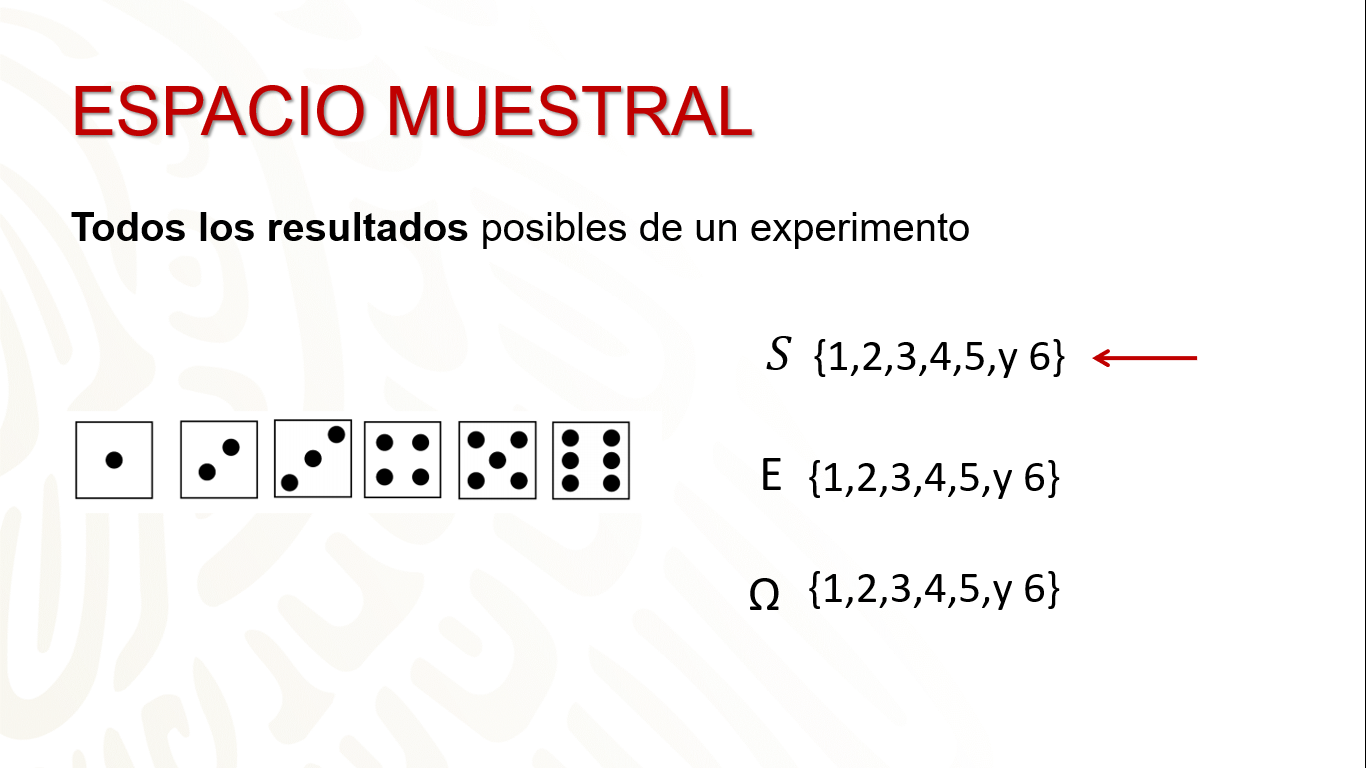 ESPACIO MUESTRAL
Todos los resultados posibles de un experimento
S {1,2,3,4,5,y 6}
E {1,2,3,4,5,y 6}
Ω {1,2,3,4,5,y 6}